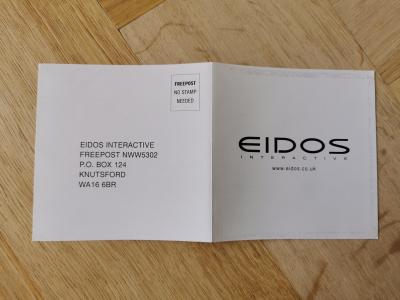 FREEPOST
NO STAMP
NEEDED
EIDOS INTERACTIVE
FREEPOST NWW5302
P.O. BOX 124
KNUTSFORD
WA16 6BR
EIDOS
INTERACTIVE
www.eidos.co.uk